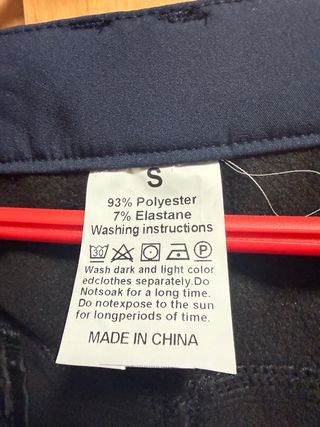 S
93% Polyester
7% Elastane
Washing instructions
30 P
Wash dark and light color
edclothes separately.Do
Notsoak for a long time.
Do notexpose to the sun
for longperiods of time.
MADE IN CHINA